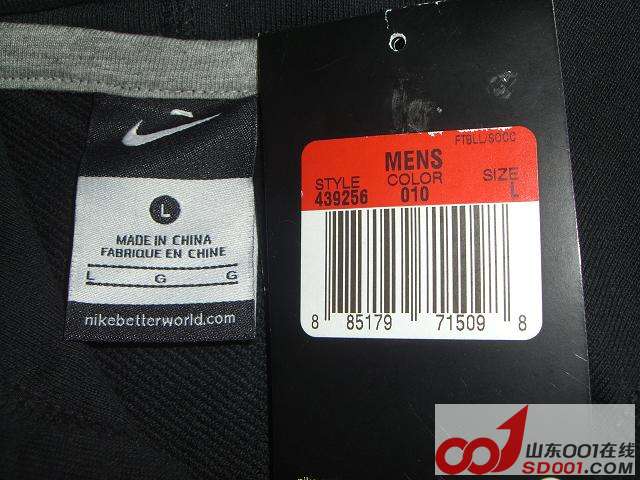 L
MADE IN CHINA
FABRIQUE EN CHINE
L G G
nikebetterworld.com
FTBLL/SOCC
MENS
STYLE COLOR SIZE
439256 010 L
8 85179 71509 8
山东001在线
SD001.com